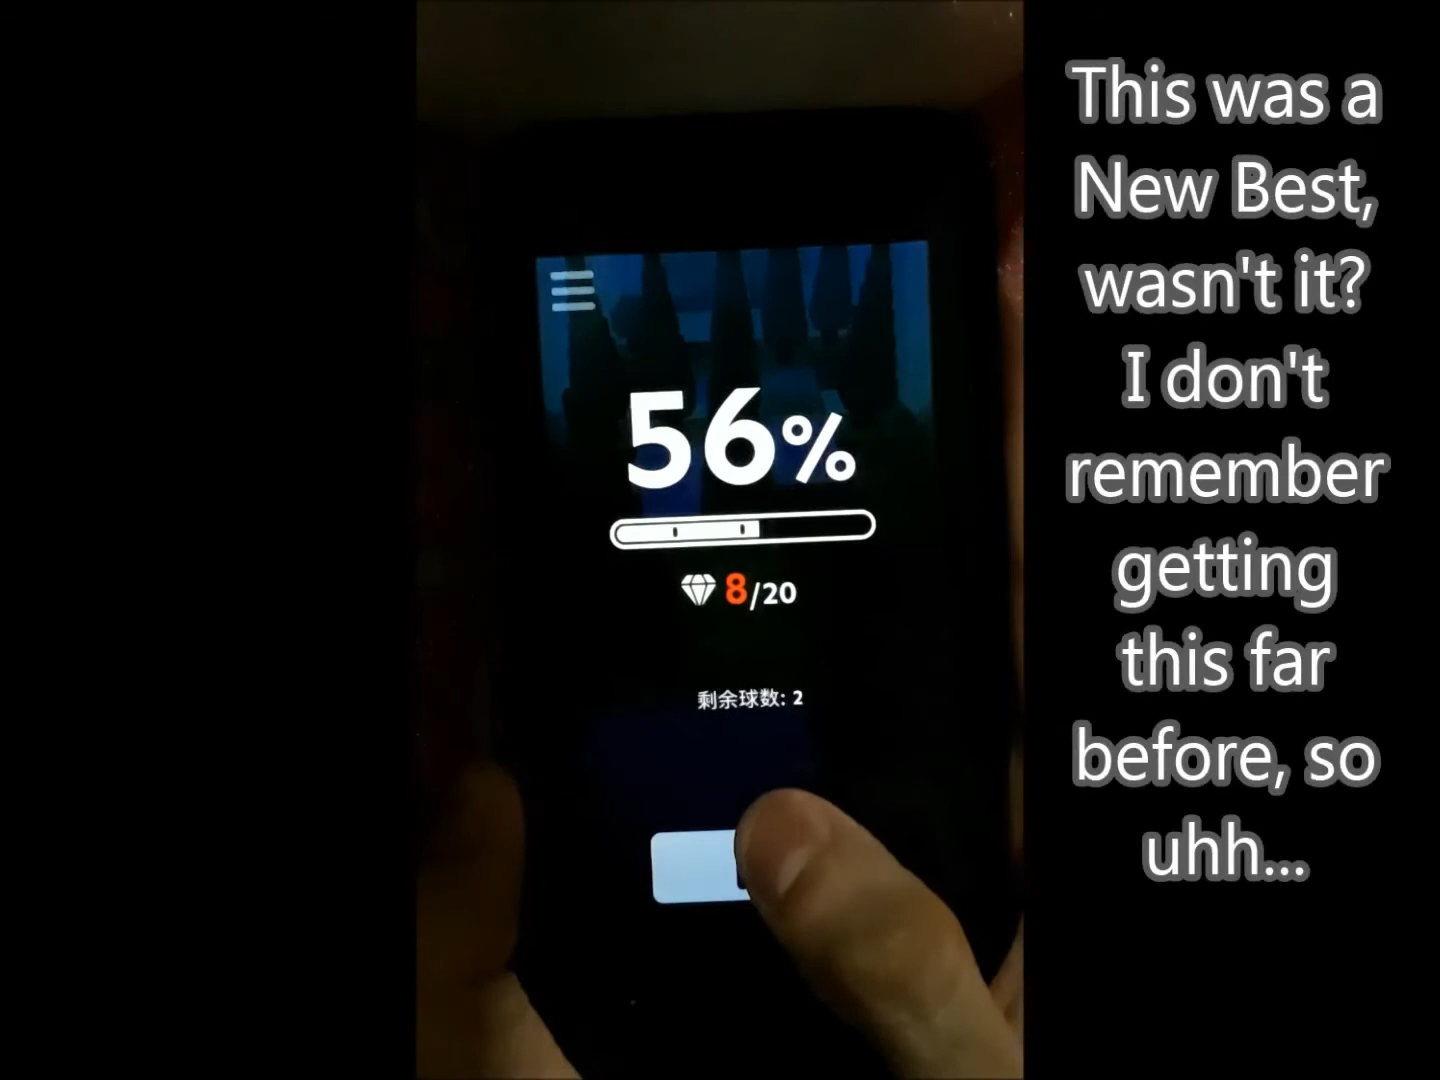 56%
8/20
剩余球数: 2
This was a
New Best,
wasn't it?
I don't
remember
getting
this far
before, so
uhh...